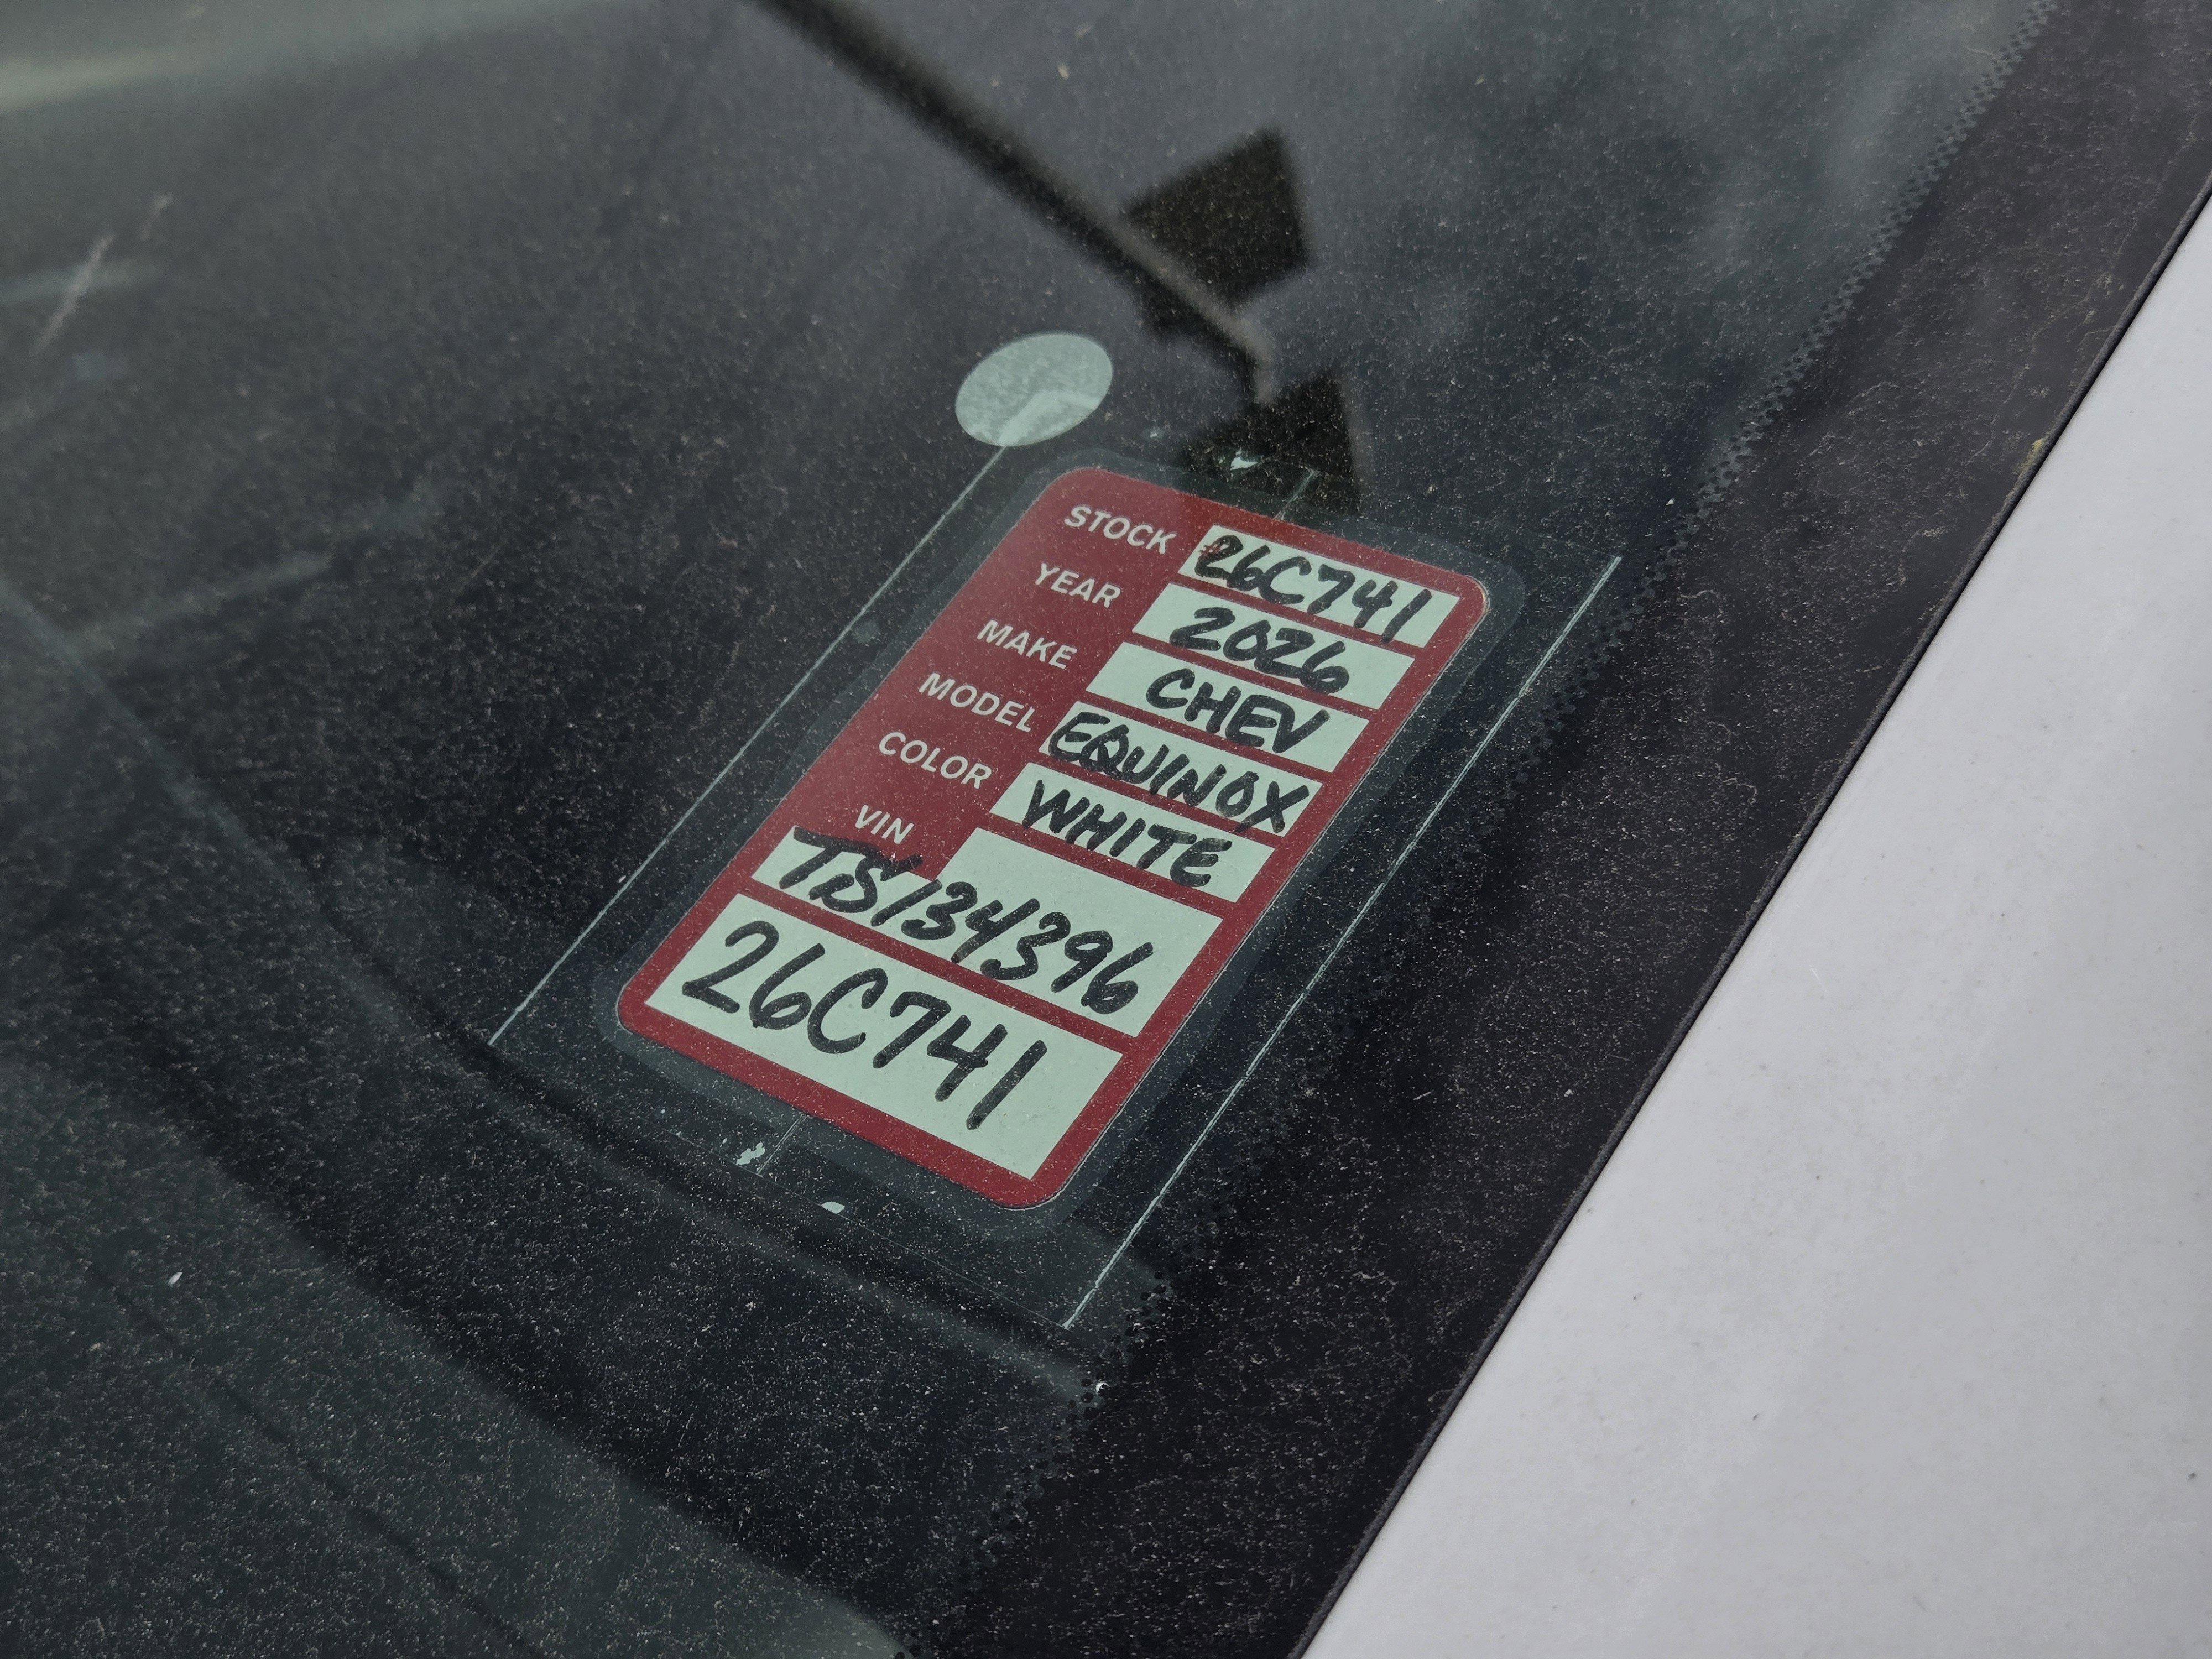 STOCK 26C741
YEAR 2026
MAKE CHEV
MODEL EQUINOX
COLOR WHITE
VIN
TS134396
26C741